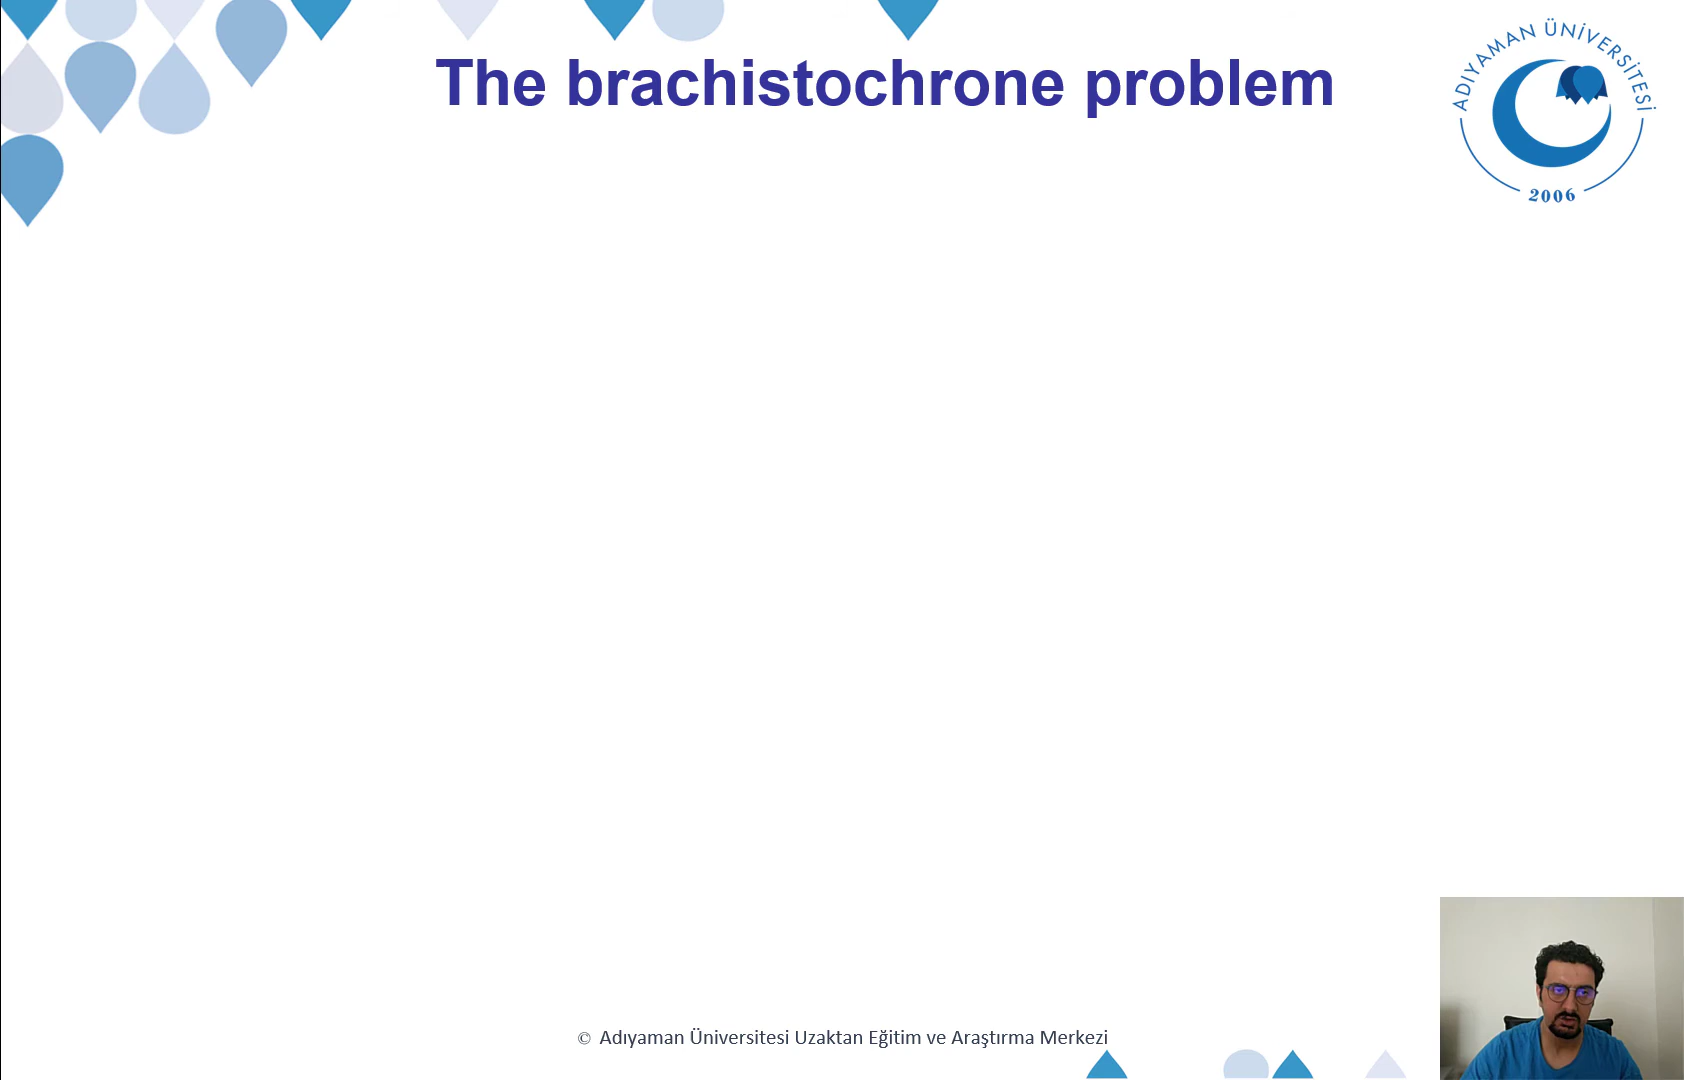 The brachistochrone problem
ADIYAMAN ÜNİVERSİTESİ
2006
© Adıyaman Üniversitesi Uzaktan Eğitim ve Araştırma Merkezi